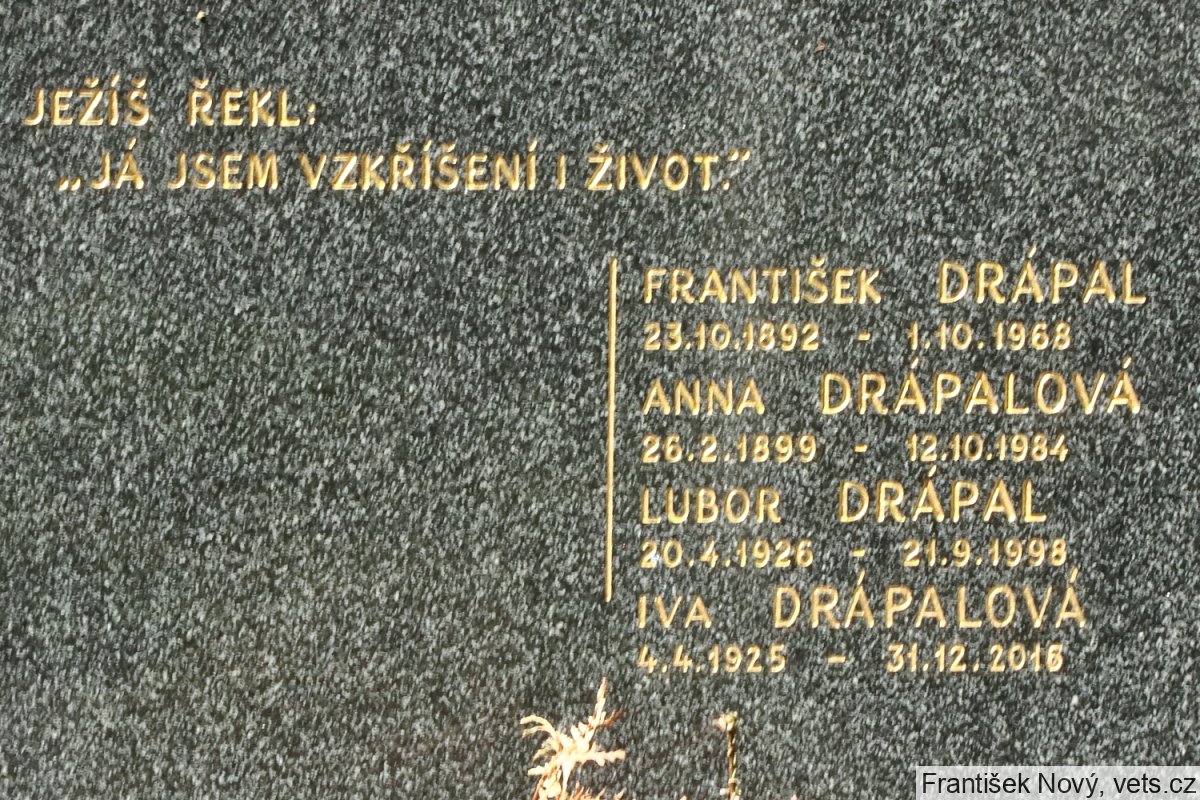 JEŽÍŠ ŘEKL:
„JÁ JSEM VZKŘÍŠENÍ I ŽIVOT.“
FRANTIŠEK DRÁPAL
23.10.1892 - 1.10.1968
ANNA DRÁPALOVÁ
26.2.1899 - 12.10.1984
LUBOR DRÁPAL
20.4.1926 - 21.9.1998
IVA DRÁPALOVÁ
4.4.1925 - 31.12.2016
František Nový, vets.cz